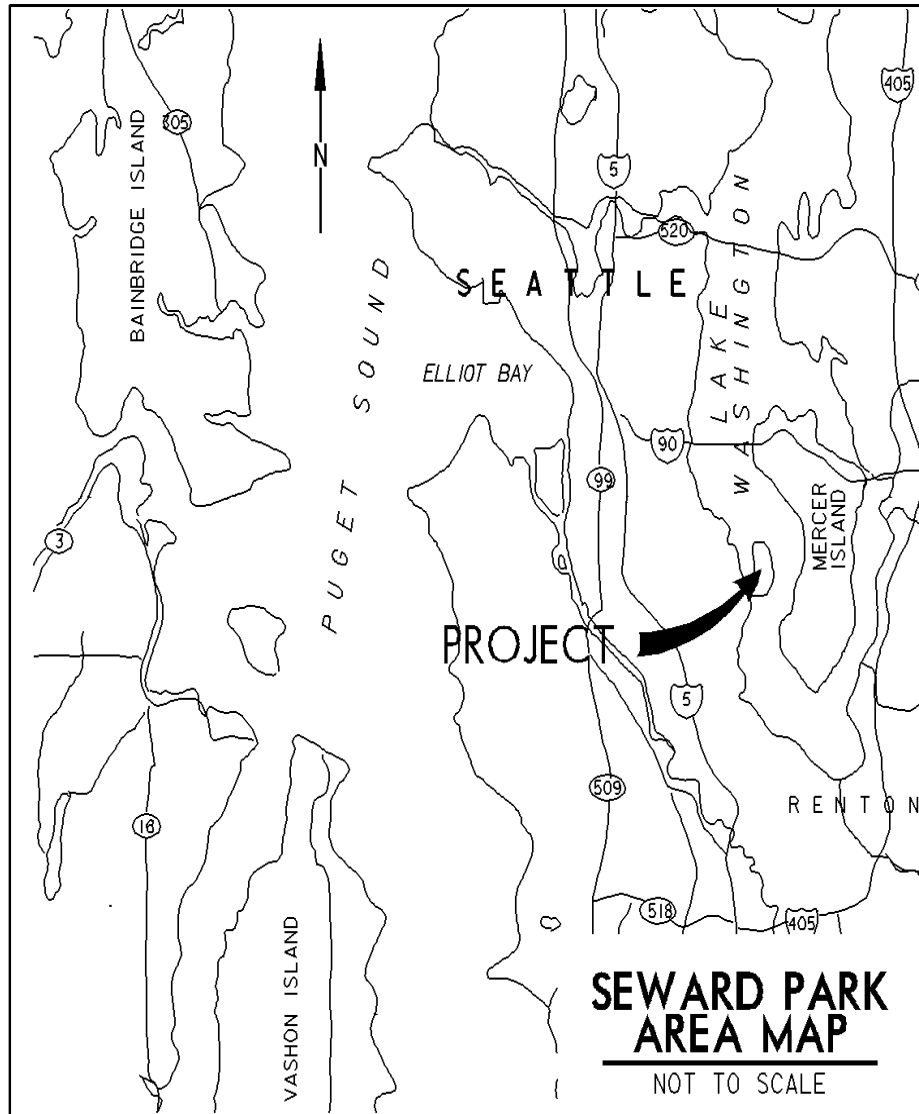 405
305
BAINBRIDGE ISLAND
N
5
520
SEATTLE
LAKE
WASHINGTON
PUGET SOUND
ELLIOT BAY
90
99
3
MERCER
ISLAND
PROJECT
5
509
RENTON
16
518
405
VASHON ISLAND
SEWARD PARK
AREA MAP
NOT TO SCALE